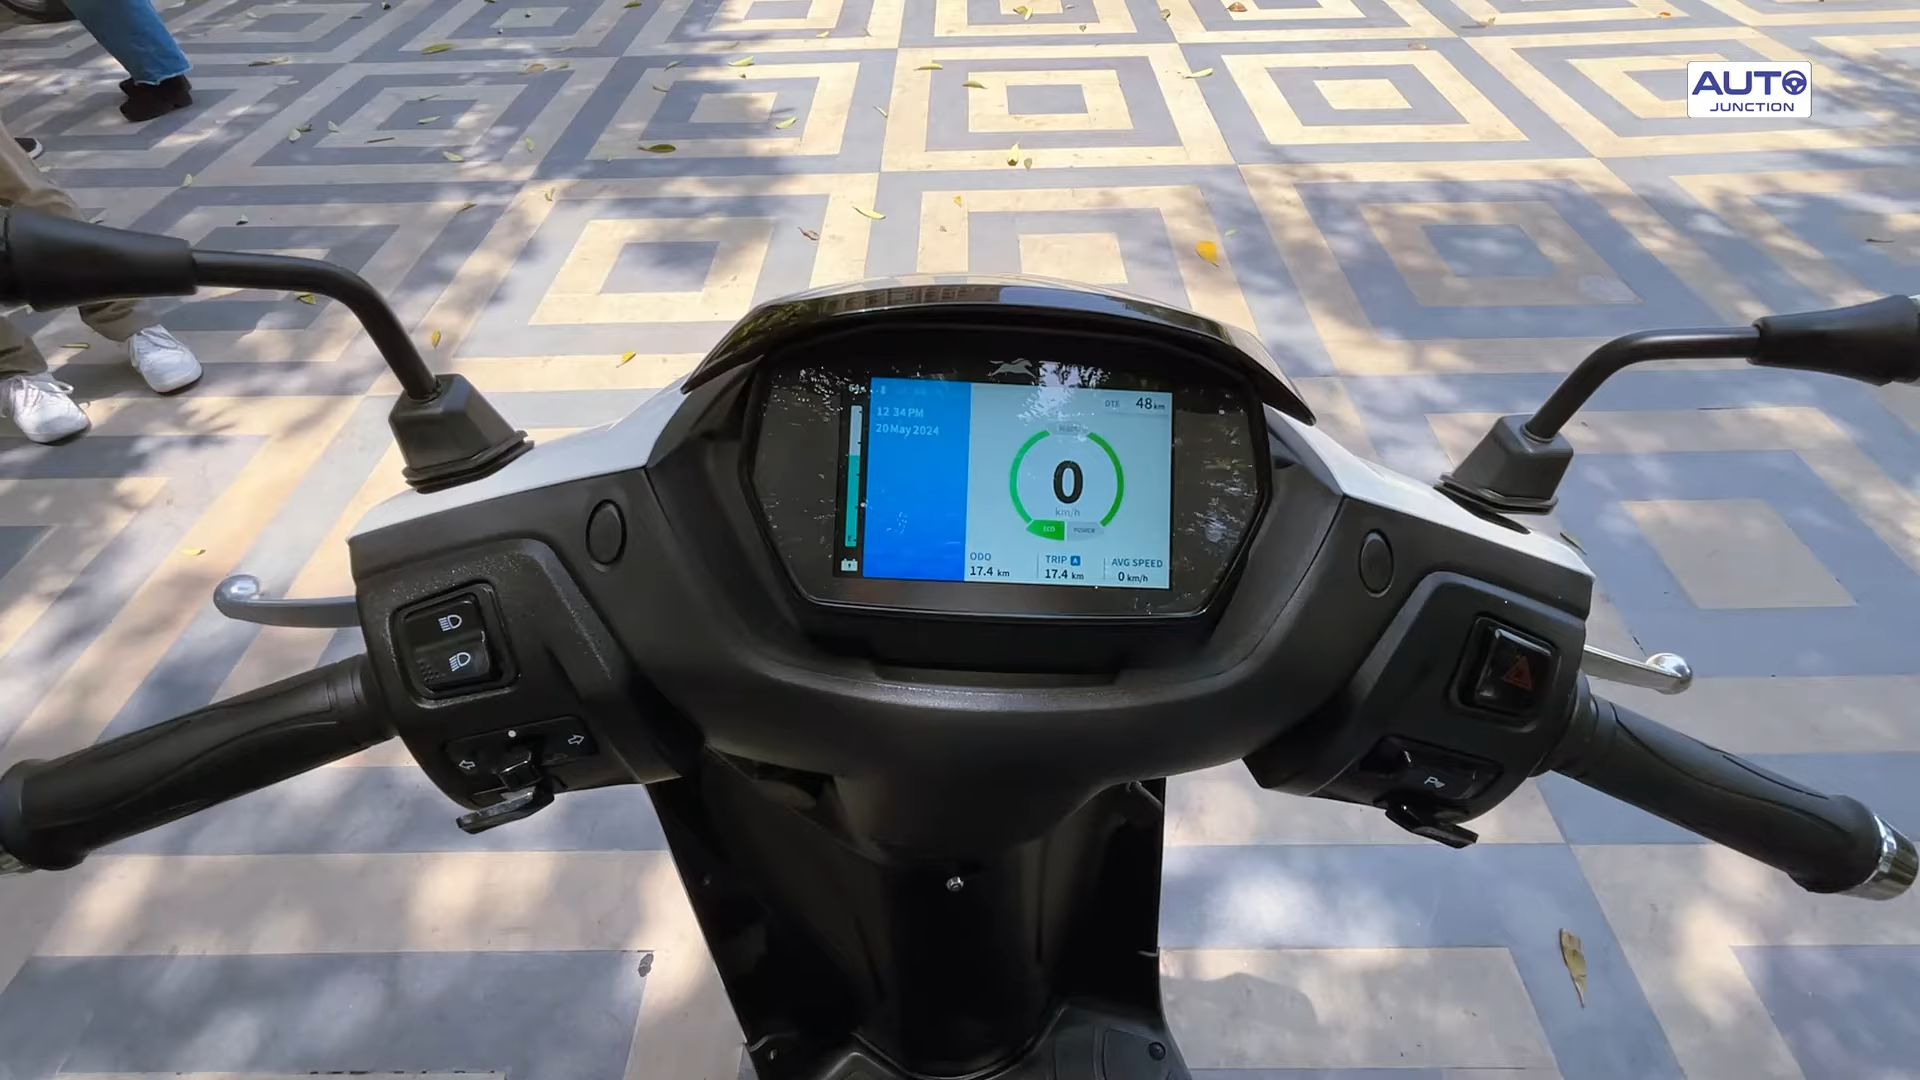 AUTO
JUNCTION
12 34 PM
20 May 2024
DTE 48 km
0
km/h
ECO POWER
ODO
17.4 km
TRIP A
17.4 km
AVG SPEED
0 km/h
P